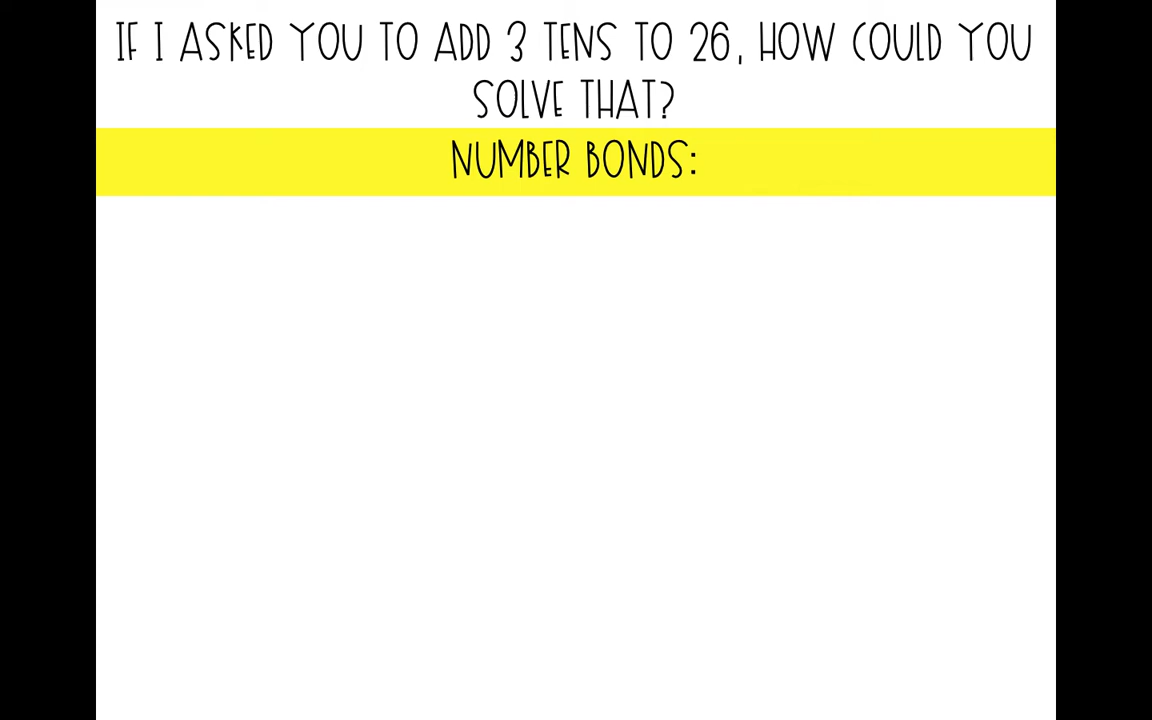 IF I ASKED YOU TO ADD 3 TENS TO 26, HOW COULD YOU
SOLVE THAT?
NUMBER BONDS: